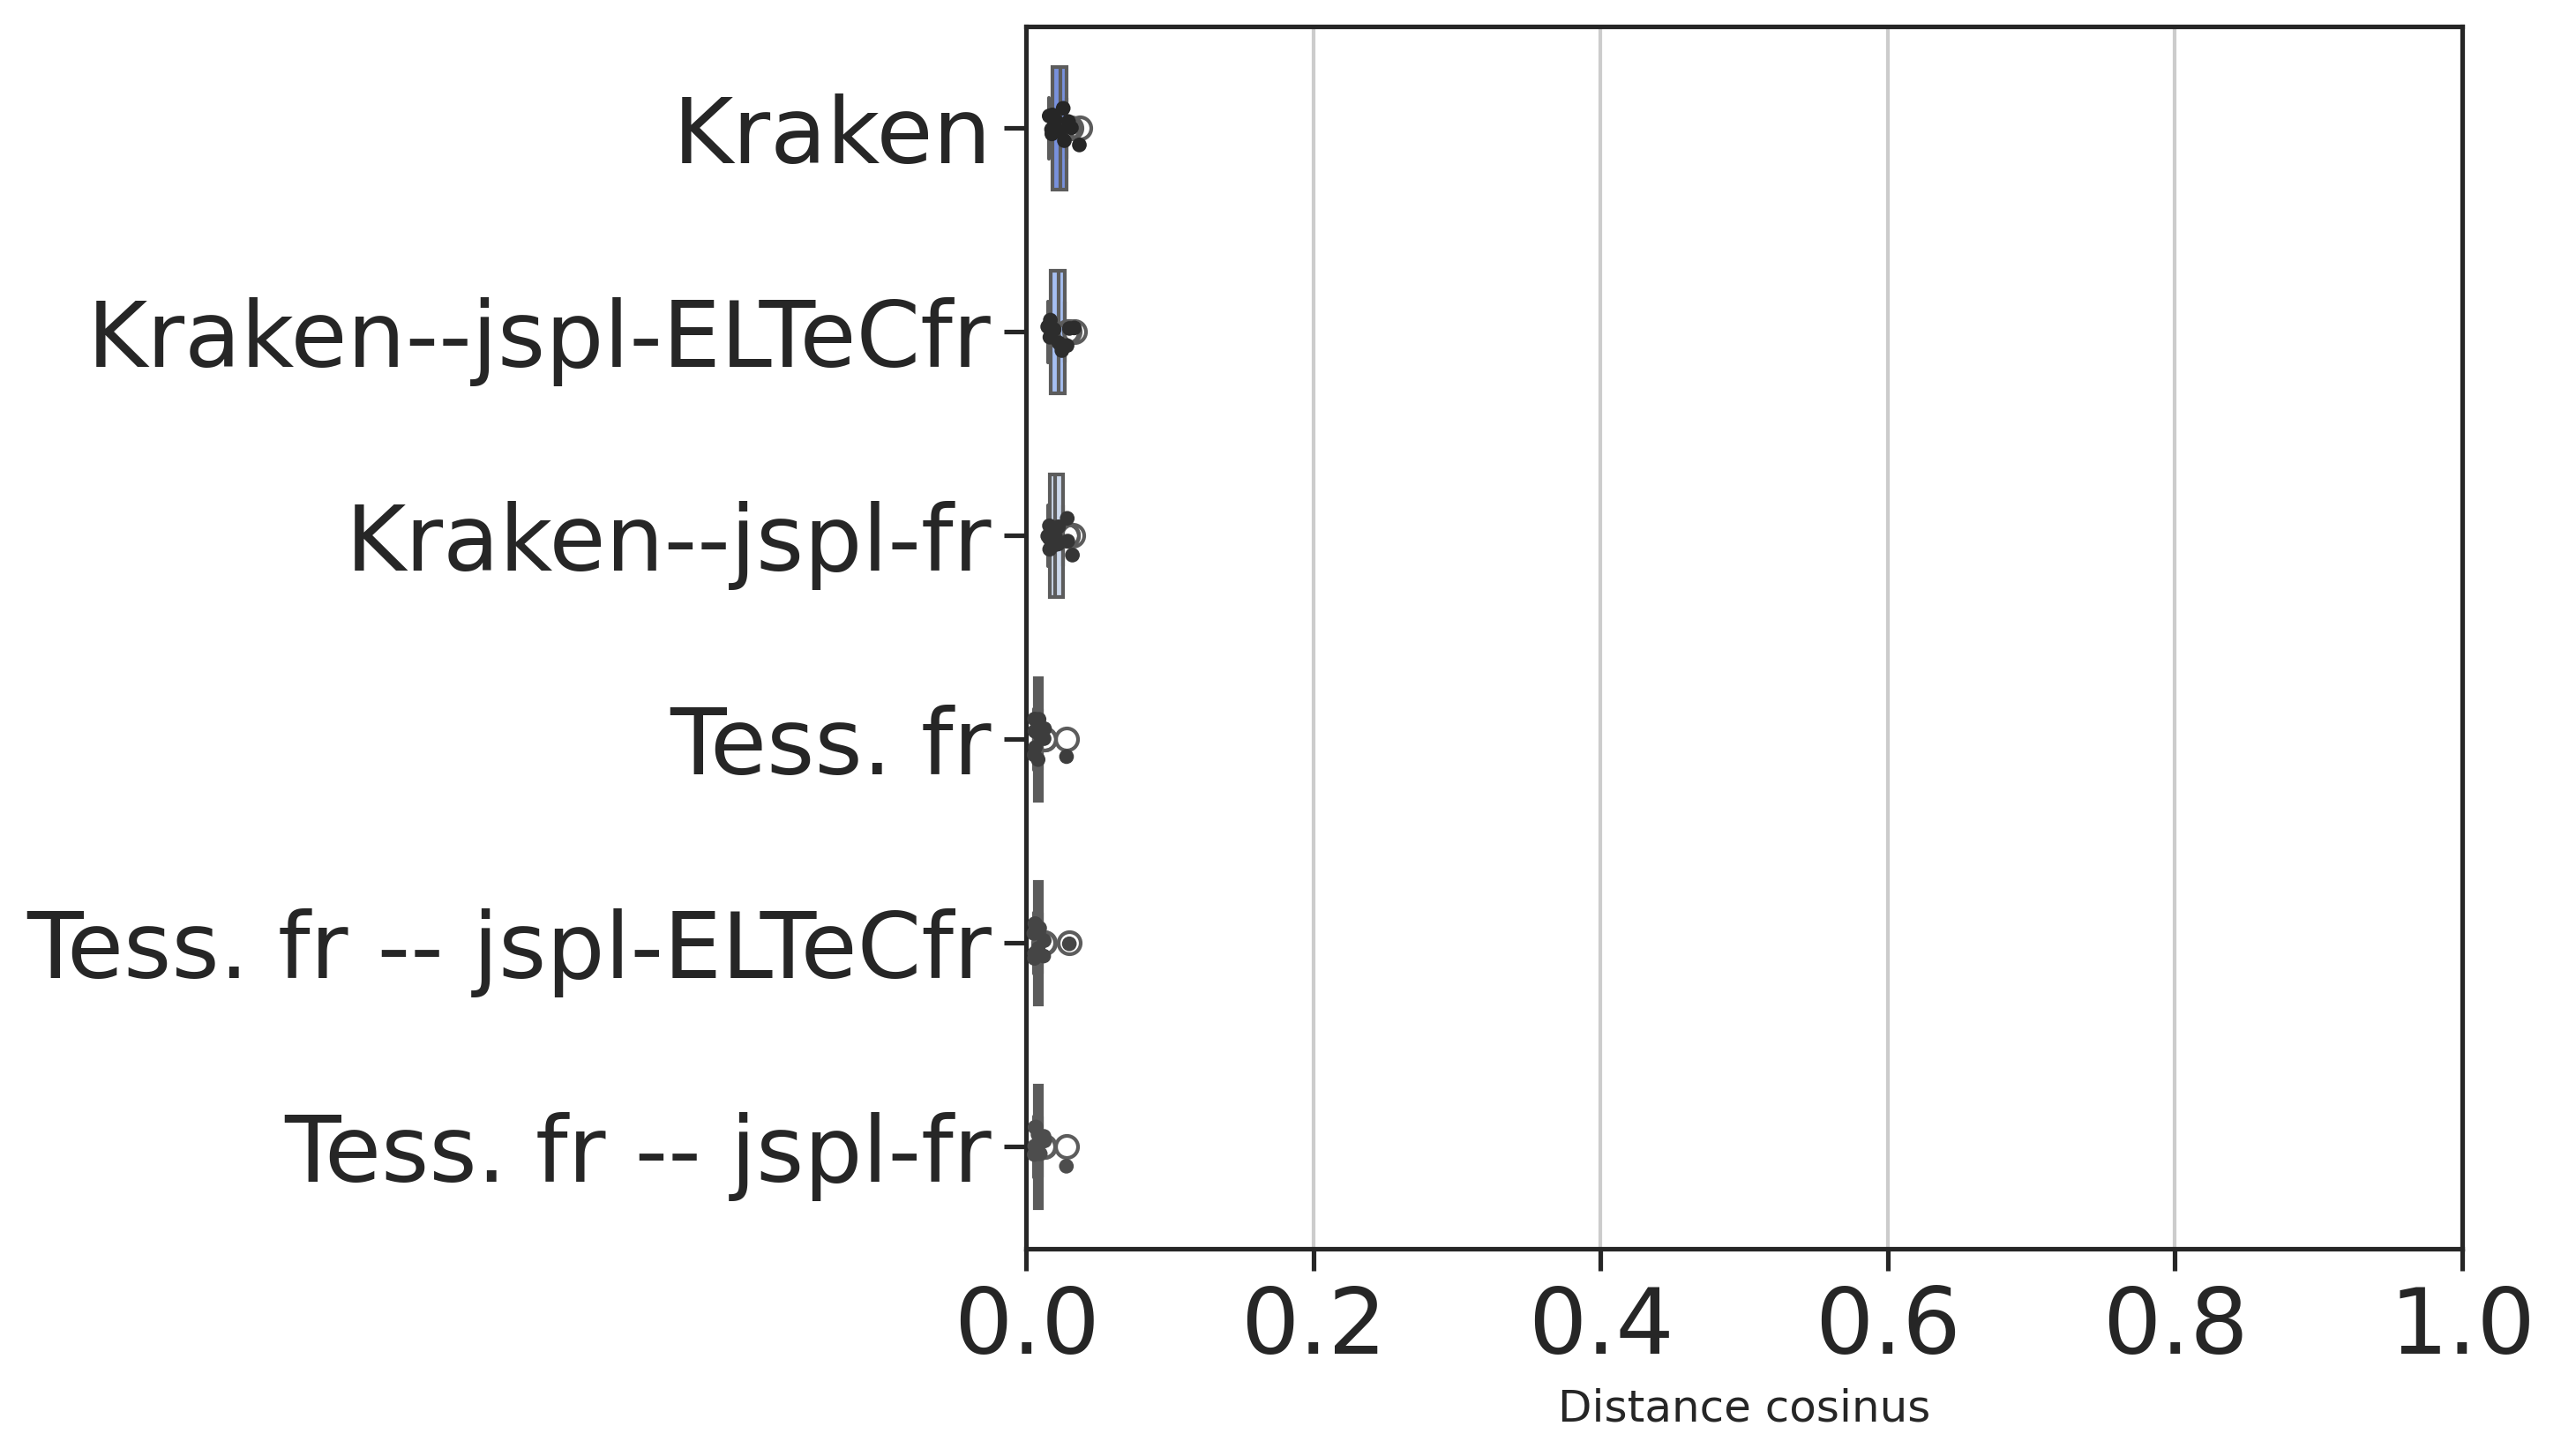 Kraken
Kraken--jspl-ELTeCfr
Kraken--jspl-fr
Tess. fr
Tess. fr -- jspl-ELTeCfr
Tess. fr -- jspl-fr
0.0 0.2 0.4 0.6 0.8 1.0
Distance cosinus